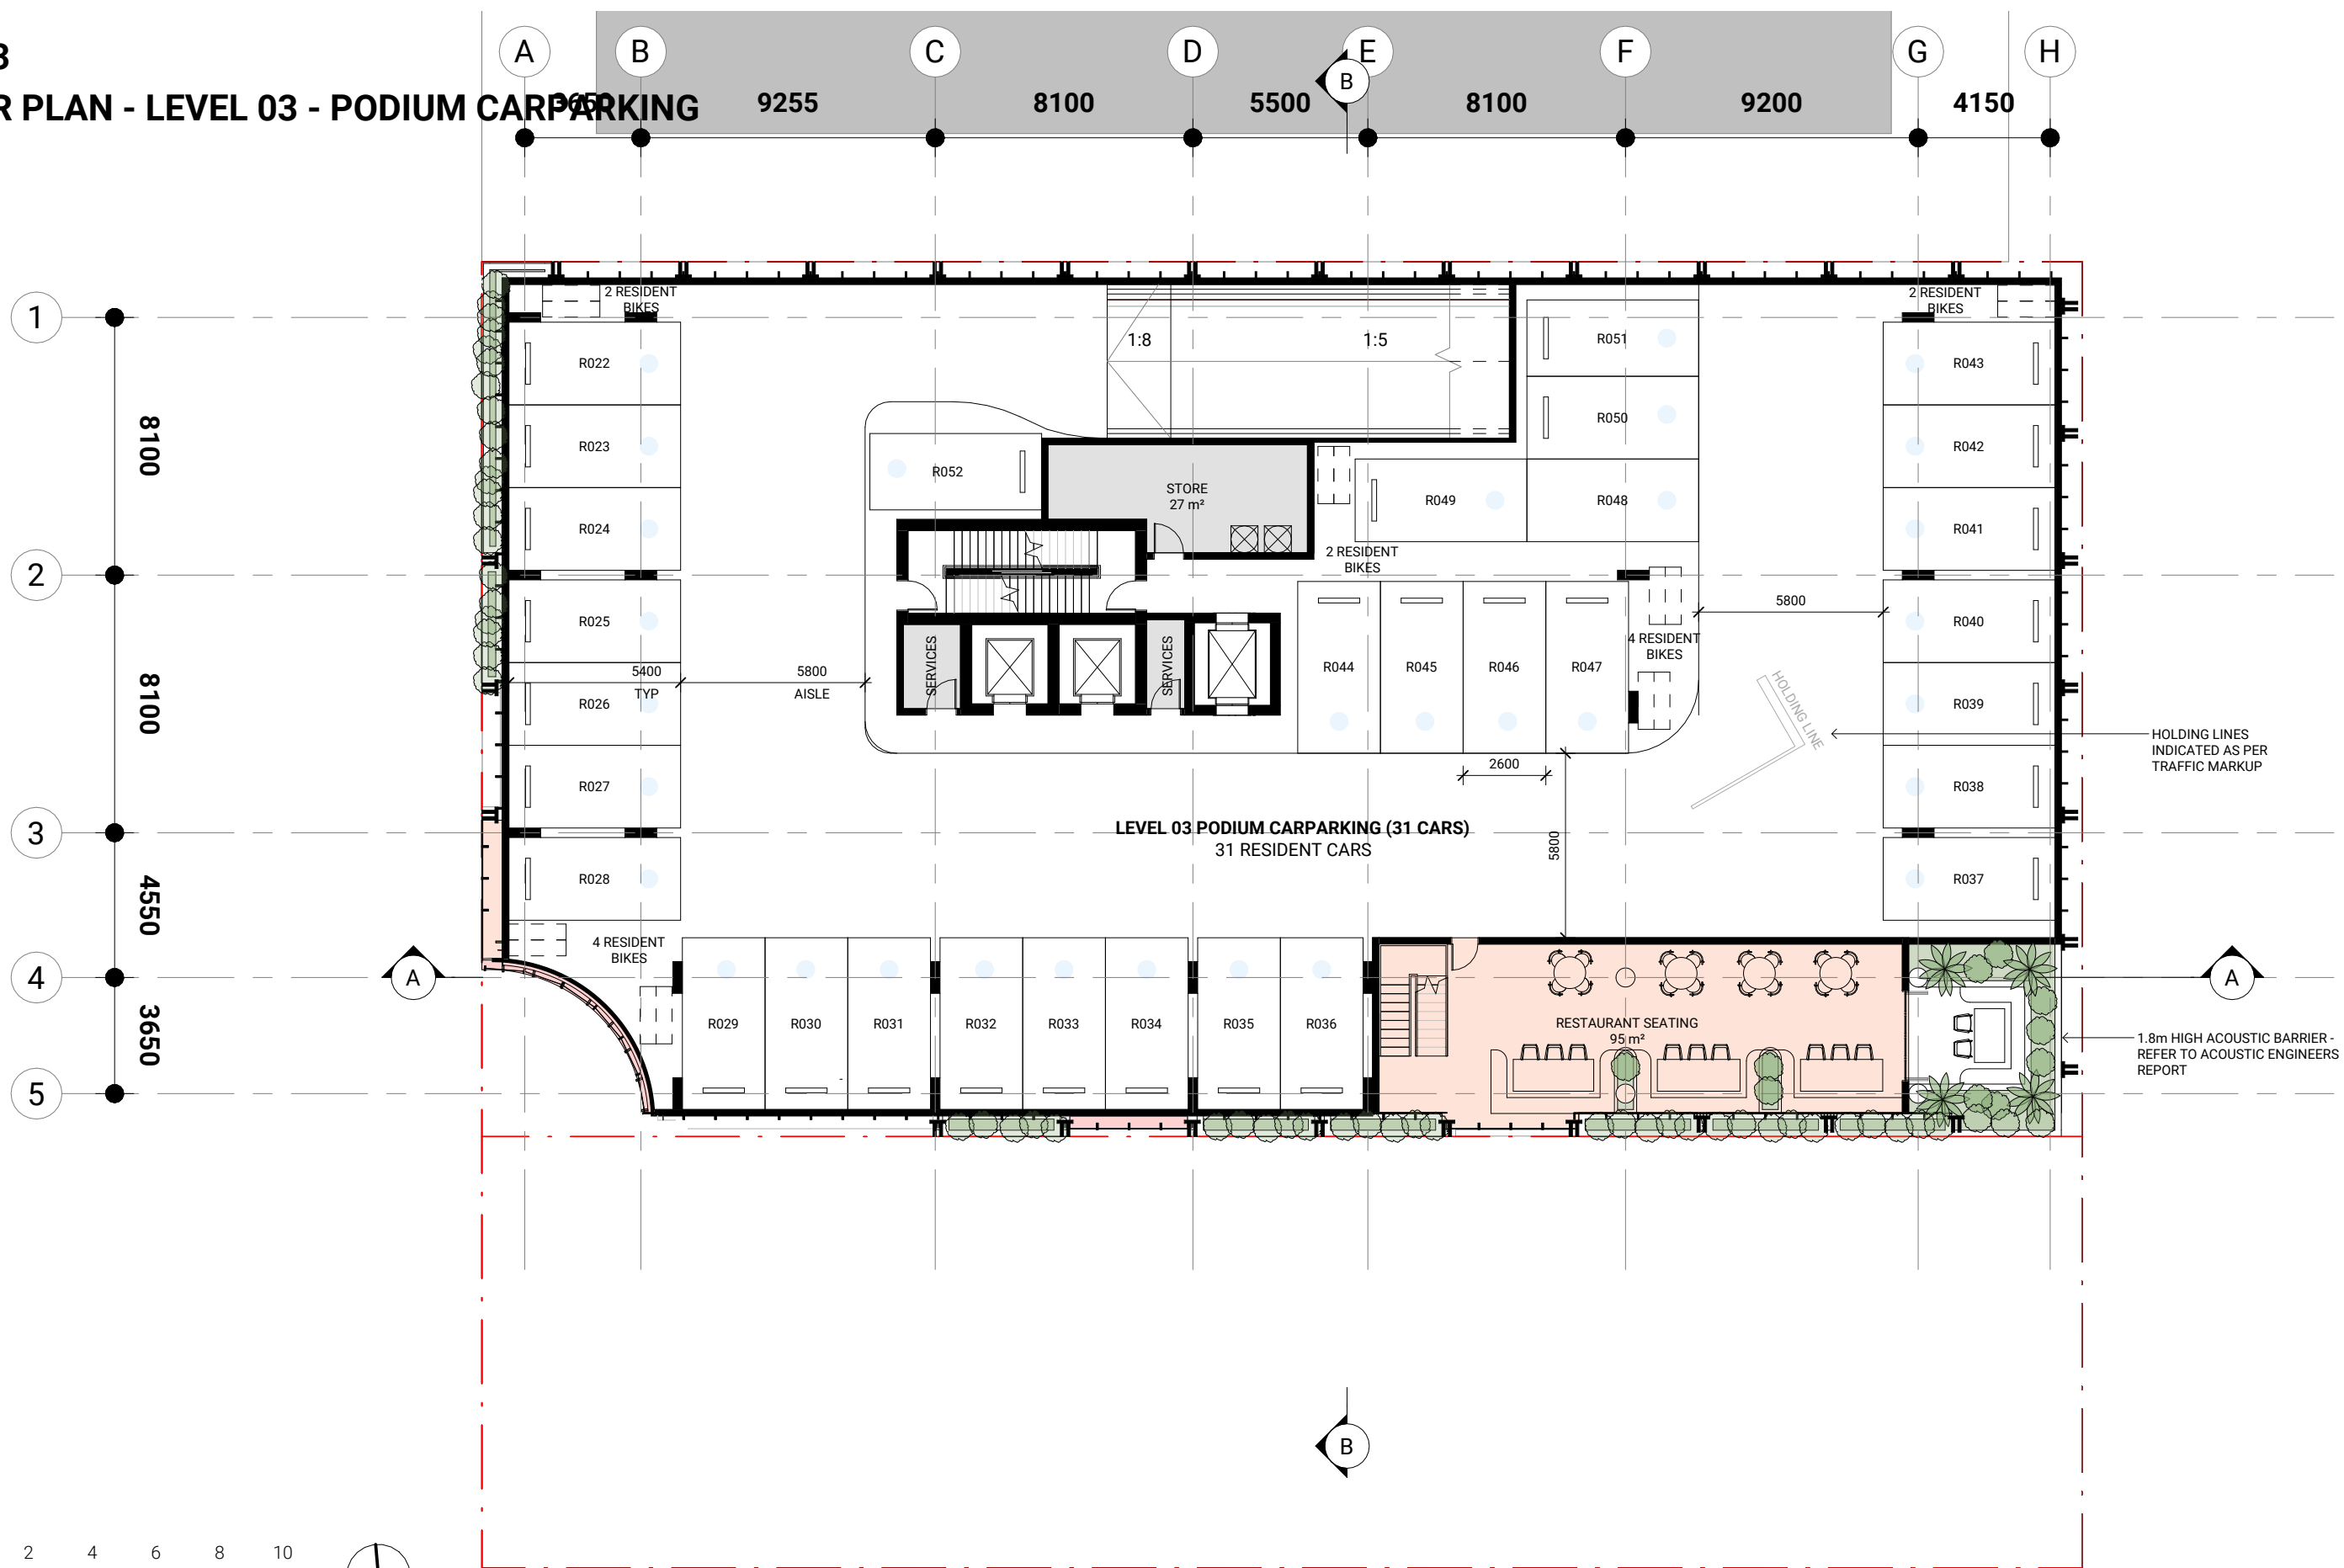 3
R PLAN - LEVEL 03 - PODIUM CARPARKING
A
B
C
D
E
F
G
H
B
3650
9255
8100
5500
8100
9200
4150
1
2
3
4
5
8100
8100
4550
3650
2 RESIDENT
BIKES
2 RESIDENT
BIKES
R022
R023
R024
R025
R026
R027
R028
1:8
1:5
R051
R050
R049
R048
R052
STORE
27 m²
2 RESIDENT
BIKES
R043
R042
R041
R040
R039
R038
R037
SERVICES
SERVICES
R044
R045
R046
R047
4 RESIDENT
BIKES
5800
5400
TYP
5800
AISLE
HOLDING LINE
HOLDING LINES
INDICATED AS PER
TRAFFIC MARKUP
2600
5800
LEVEL 03 PODIUM CARPARKING (31 CARS)
31 RESIDENT CARS
4 RESIDENT
BIKES
A
A
R029
R030
R031
R032
R033
R034
R035
R036
RESTAURANT SEATING
95 m²
1.8m HIGH ACOUSTIC BARRIER -
REFER TO ACOUSTIC ENGINEERS
REPORT
B
2 4 6 8 10